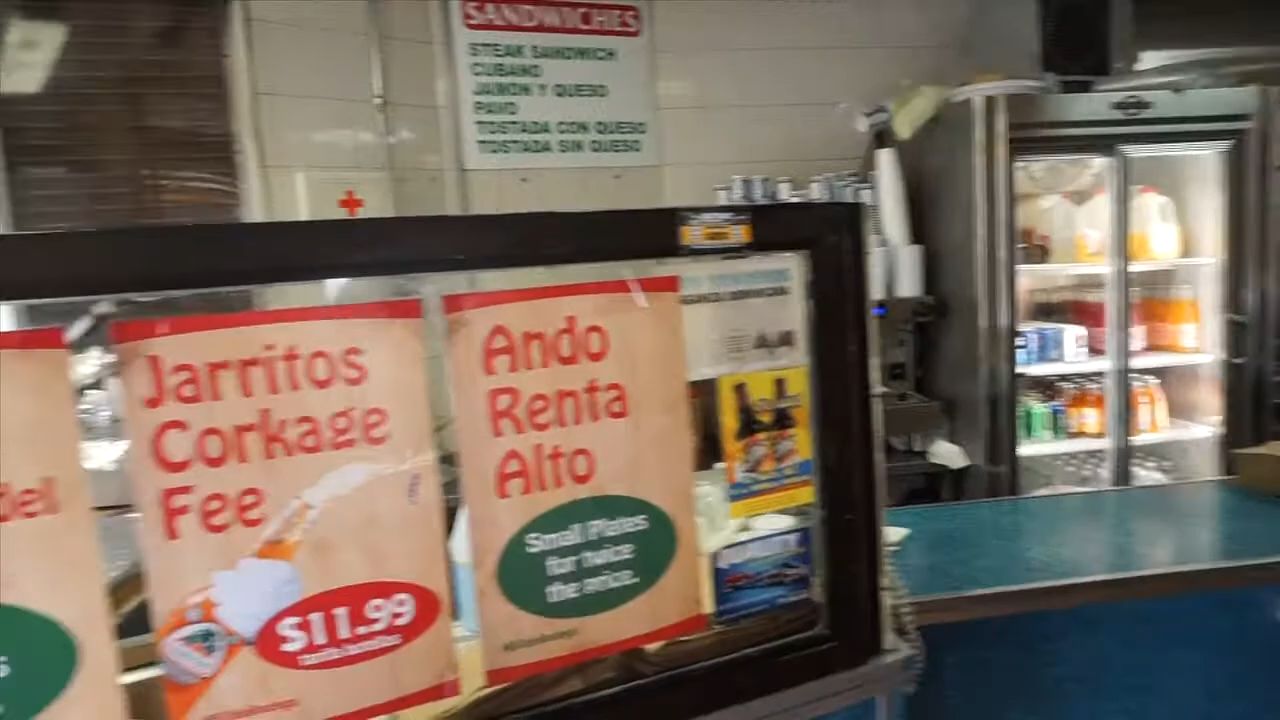 SANDWICHES
STEAK SANDWICH
CUBANO
JAMON Y QUESO
PAVO
TOSTADA CON QUESO
TOSTADA SIN QUESO
del
Jarritos
Corkage
Fee
$11.99
Ando
Renta
Alto
Small Plates
for twice
the price.